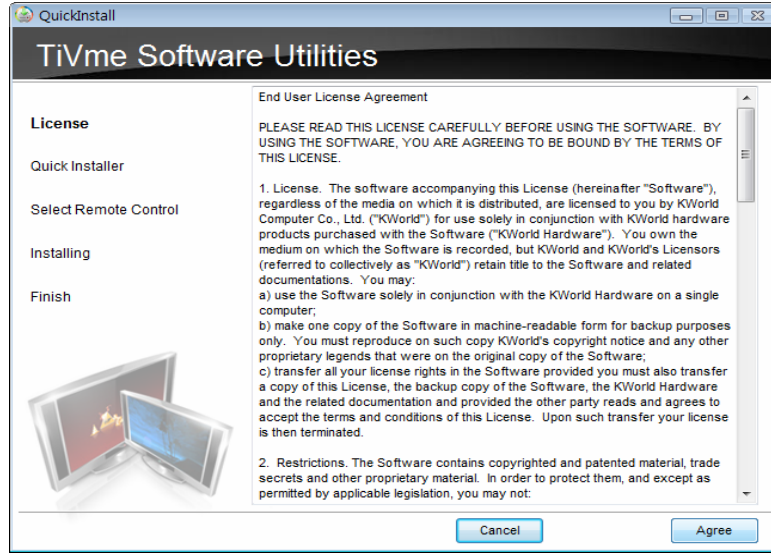 QuickInstall
TiVme Software Utilities
License
Quick Installer
Select Remote Control
Installing
Finish
End User License Agreement
PLEASE READ THIS LICENSE CAREFULLY BEFORE USING THE SOFTWARE. BY
USING THE SOFTWARE, YOU ARE AGREEING TO BE BOUND BY THE TERMS OF
THIS LICENSE.
1. License. The software accompanying this License (hereinafter "Software"),
regardless of the media on which it is distributed, are licensed to you by KWorld
Computer Co., Ltd. ("KWorld") for use solely in conjunction with KWorld hardware
products purchased with the Software ("KWorld Hardware"). You own the
medium on which the Software is recorded, but KWorld and KWorld's Licensors
(referred to collectively as "KWorld") retain title to the Software and related
documentations. You may:
a) use the Software solely in conjunction with the KWorld Hardware on a single
computer;
b) make one copy of the Software in machine-readable form for backup purposes
only. You must reproduce on such copy KWorld's copyright notice and any other
proprietary legends that were on the original copy of the Software;
c) transfer all your license rights in the Software provided you must also transfer
a copy of this License, the backup copy of the Software, the KWorld Hardware
and the related documentation and provided the other party reads and agrees to
accept the terms and conditions of this License. Upon such transfer your license
is then terminated.
2. Restrictions. The Software contains copyrighted and patented material, trade
secrets and other proprietary material. In order to protect them, and except as
permitted by applicable legislation, you may not:
Cancel
Agree